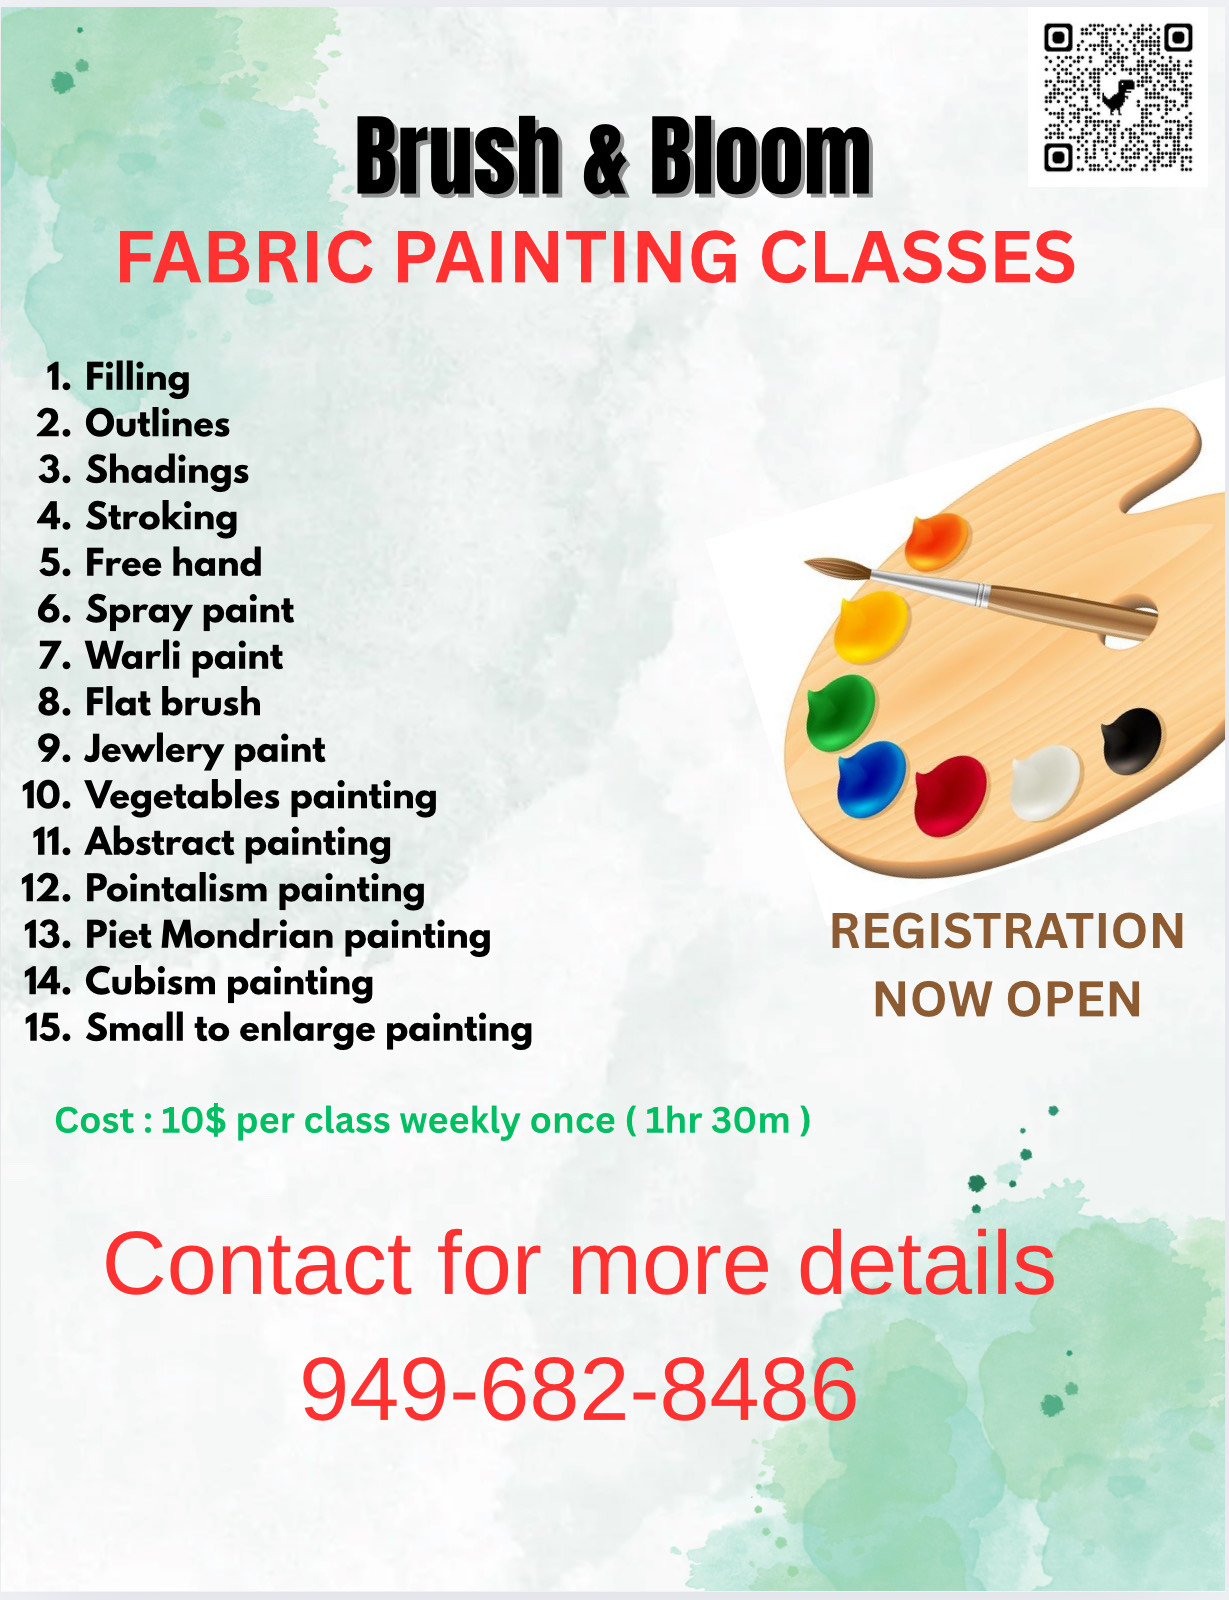 Brush & Bloom
FABRIC PAINTING CLASSES
1. Filling
2. Outlines
3. Shadings
4. Stroking
5. Free hand
6. Spray paint
7. Warli paint
8. Flat brush
9. Jewlery paint
10. Vegetables painting
11. Abstract painting
12. Pointalism painting
13. Piet Mondrian painting
14. Cubism painting
15. Small to enlarge painting
REGISTRATION
NOW OPEN
Cost : 10$ per class weekly once ( 1hr 30m )
Contact for more details
949-682-8486